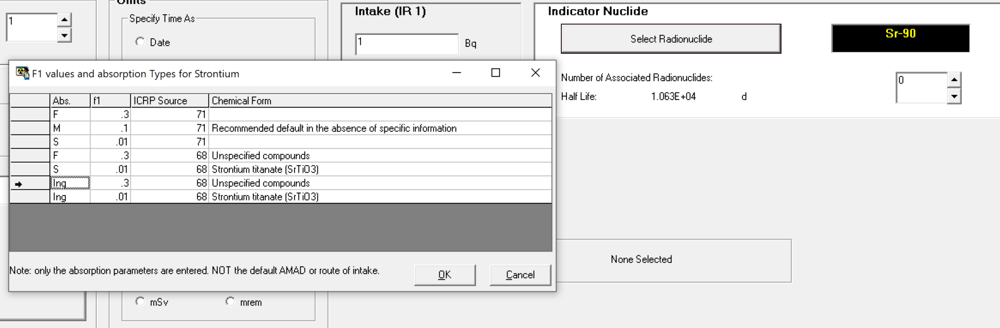 Units
1
Specify Time As
Date
Intake (IR 1)
1
Bq
Indicator Nuclide
Select Radionuclide
Sr-90
Number of Associated Radionuclides:
0
Half Life: 1.063E+04 d
F1 values and absorption Types for Strontium
Abs. f1 ICRP Source Chemical Form
F .3 71
M .1 71 Recommended default in the absence of specific information
S .01 71
F .3 68 Unspecified compounds
S .01 68 Strontium titanate (SrTiO3)
Ing .3 68 Unspecified compounds
Ing .01 68 Strontium titanate (SrTiO3)
Note: only the absorption parameters are entered. NOT the default AMAD or route of intake.
OK
Cancel
None Selected
mSv
mrem